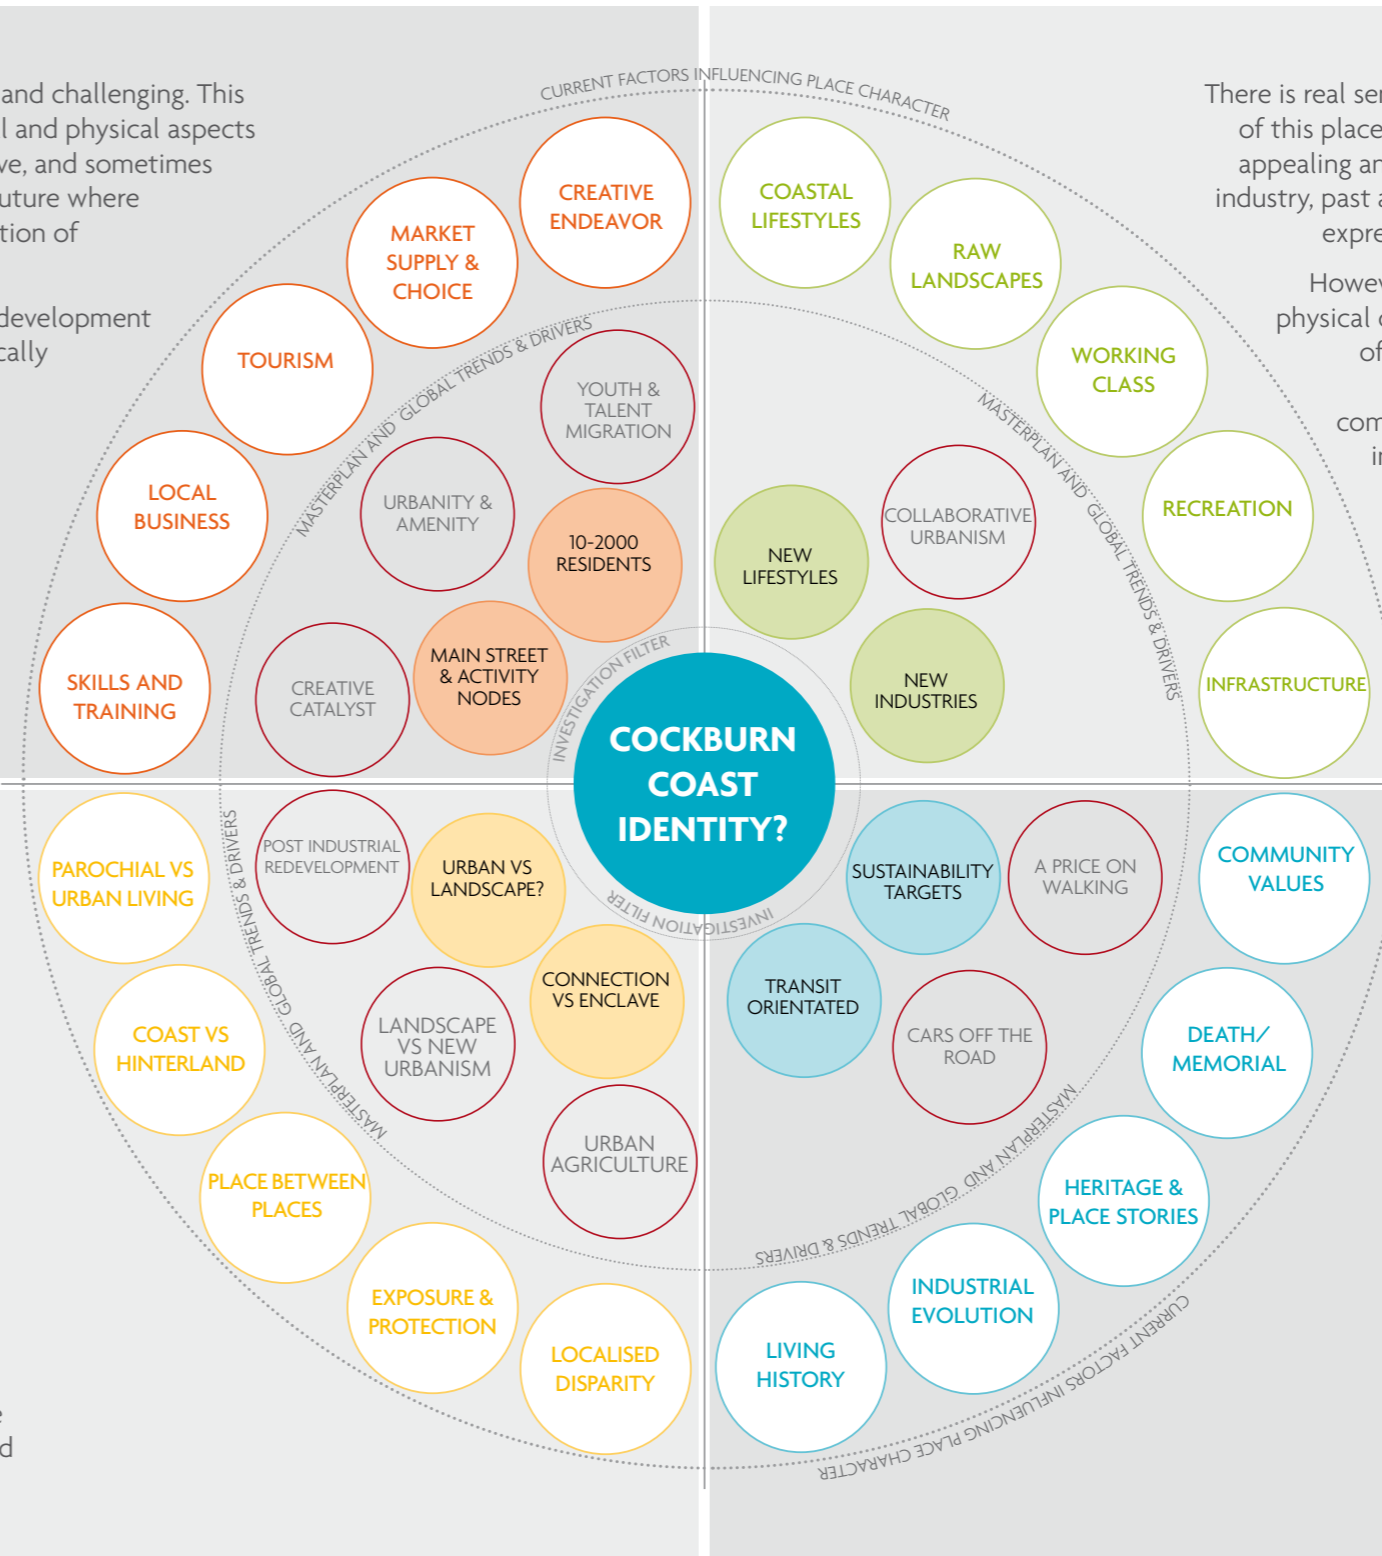 and challenging. This
l and physical aspects
ve, and sometimes
uture where
tion of
development
cally
There is real se
of this place
appealing an
industry, past a
expre
Howev
physical c
of
com
in
CURRENT FACTORS INFLUENCING PLACE CHARACTER
CREATIVE
ENDEAVOR
MARKET
SUPPLY &
CHOICE
TOURISM
LOCAL
BUSINESS
SKILLS AND
TRAINING
MASTERPLAN AND GLOBAL TRENDS & DRIVERS
YOUTH &
TALENT
MIGRATION
URBANITY &
AMENITY
CREATIVE
CATALYST
10-2000
RESIDENTS
MAIN STREET
& ACTIVITY
NODES
COASTAL
LIFESTYLES
RAW
LANDSCAPES
WORKING
CLASS
RECREATION
INFRASTRUCTURE
MASTERPLAN AND GLOBAL TRENDS & DRIVERS
COLLABORATIVE
URBANISM
NEW
LIFESTYLES
NEW
INDUSTRIES
INVESTIGATION FILTER
COCKBURN
COAST
IDENTITY?
INVESTIGATION FILTER
PAROCHIAL VS
URBAN LIVING
COAST VS
HINTERLAND
PLACE BETWEEN
PLACES
EXPOSURE &
PROTECTION
LOCALISED
DISPARITY
MASTERPLAN AND GLOBAL TRENDS & DRIVERS
POST INDUSTRIAL
REDEVELOPMENT
LANDSCAPE
VS NEW
URBANISM
URBAN
AGRICULTURE
URBAN VS
LANDSCAPE?
CONNECTION
VS ENCLAVE
SUSTAINABILITY
TARGETS
TRANSIT
ORIENTATED
A PRICE ON
WALKING
CARS OFF THE
ROAD
MASTERPLAN AND GLOBAL TRENDS & DRIVERS
COMMUNITY
VALUES
DEATH/
MEMORIAL
HERITAGE &
PLACE STORIES
INDUSTRIAL
EVOLUTION
LIVING
HISTORY
CURRENT FACTORS INFLUENCING PLACE CHARACTER
e
d